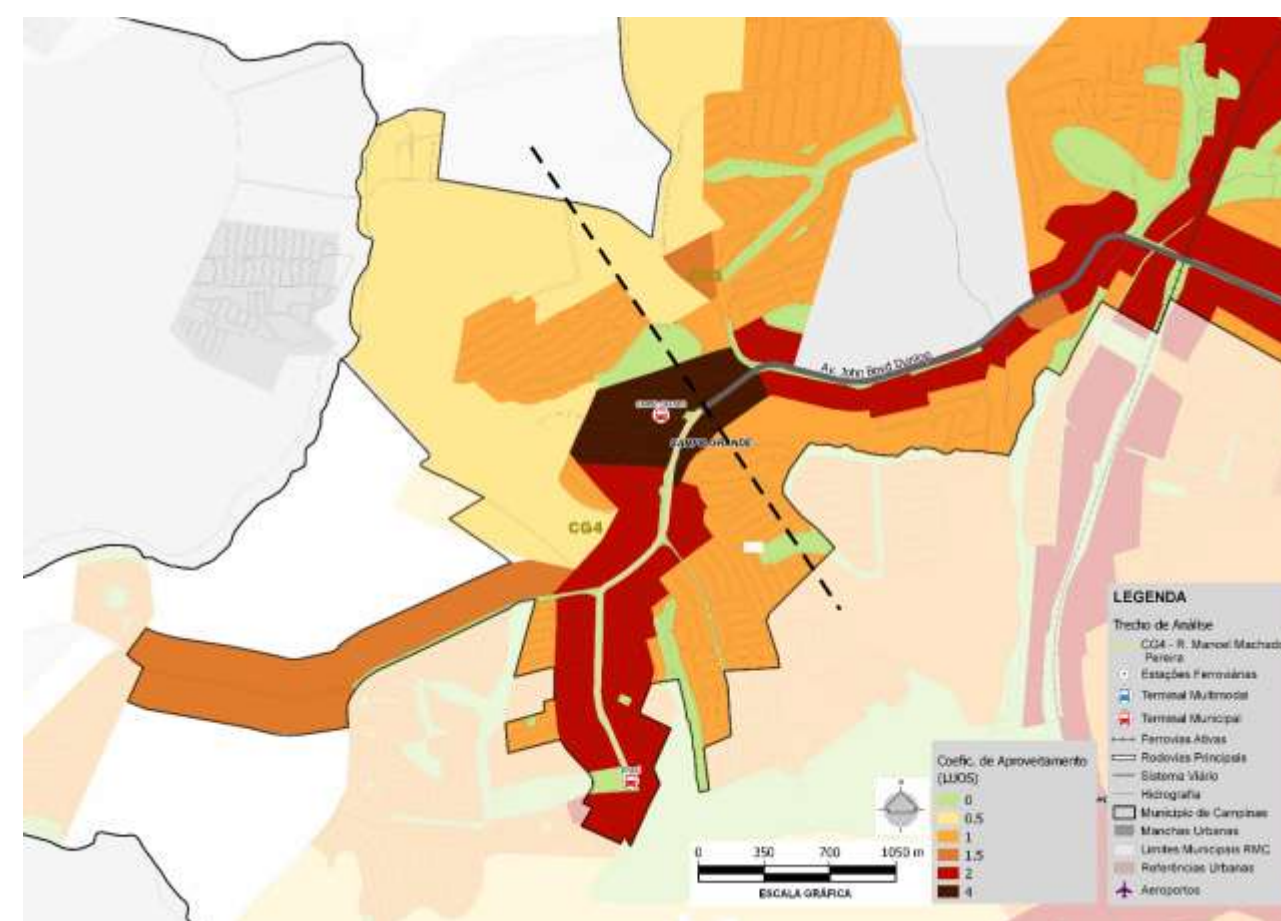 Av. John Boyd Dunlop
CAMPO GRANDE
CG4
LEGENDA
Trecho de Análise
CG4 - R. Manoel Machado
Pereira
Estações Ferroviárias
Terminal Multimodal
Terminal Municipal
Ferrovias Ativas
Rodovias Principais
Sistema Viário
Hidrografia
Município de Campinas
Manchas Urbanas
Limites Municipais RMC
Referências Urbanas
Aeroportos
Coefic. de Aproveitamento
(LUOS)
0
0.5
1
1.5
2
4
0 350 700 1050 m
ESCALA GRÁFICA